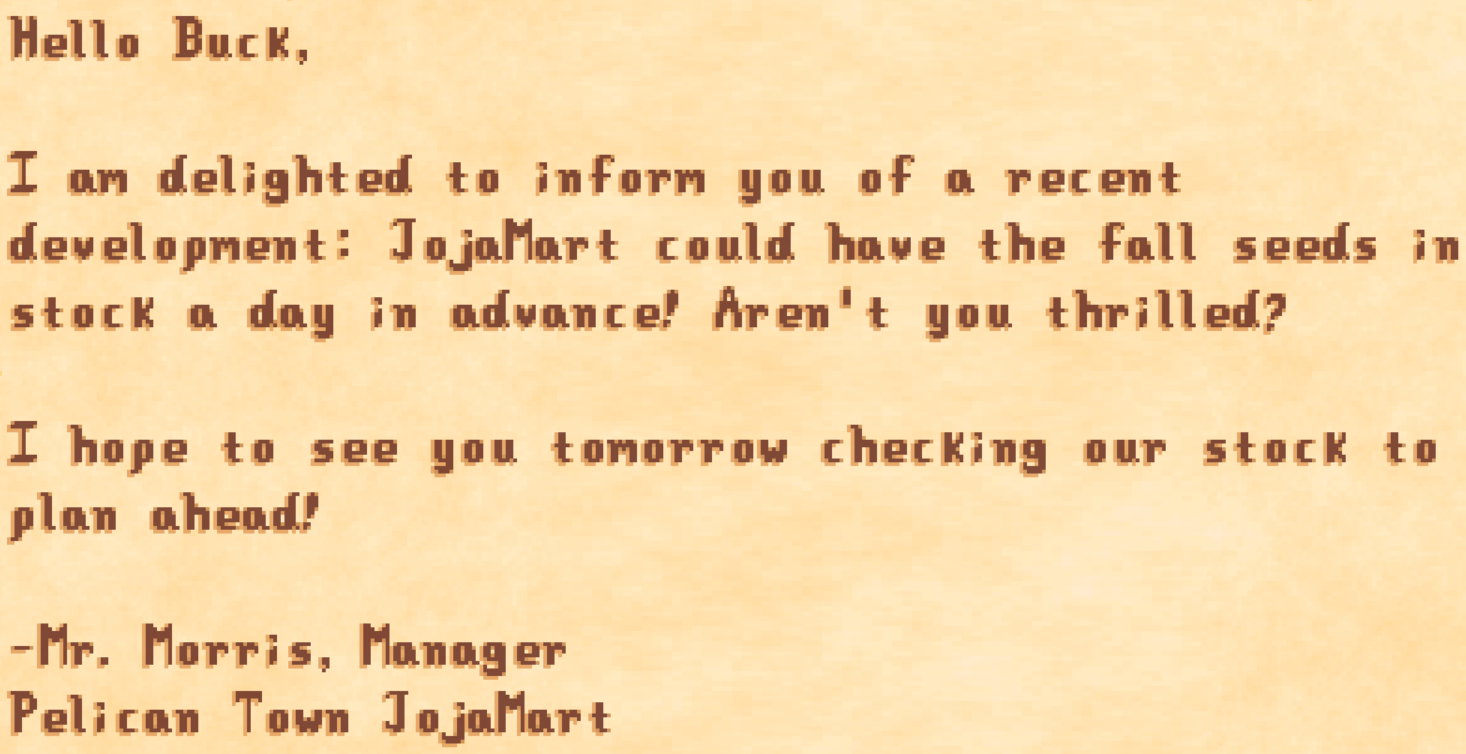 Hello Buck,
I am delighted to inform you of a recent
development: JojaMart could have the fall seeds in
stock a day in advance! Aren't you thrilled?
I hope to see you tomorrow checking our stock to
plan ahead!
-Mr. Morris, Manager
Pelican Town JojaMart